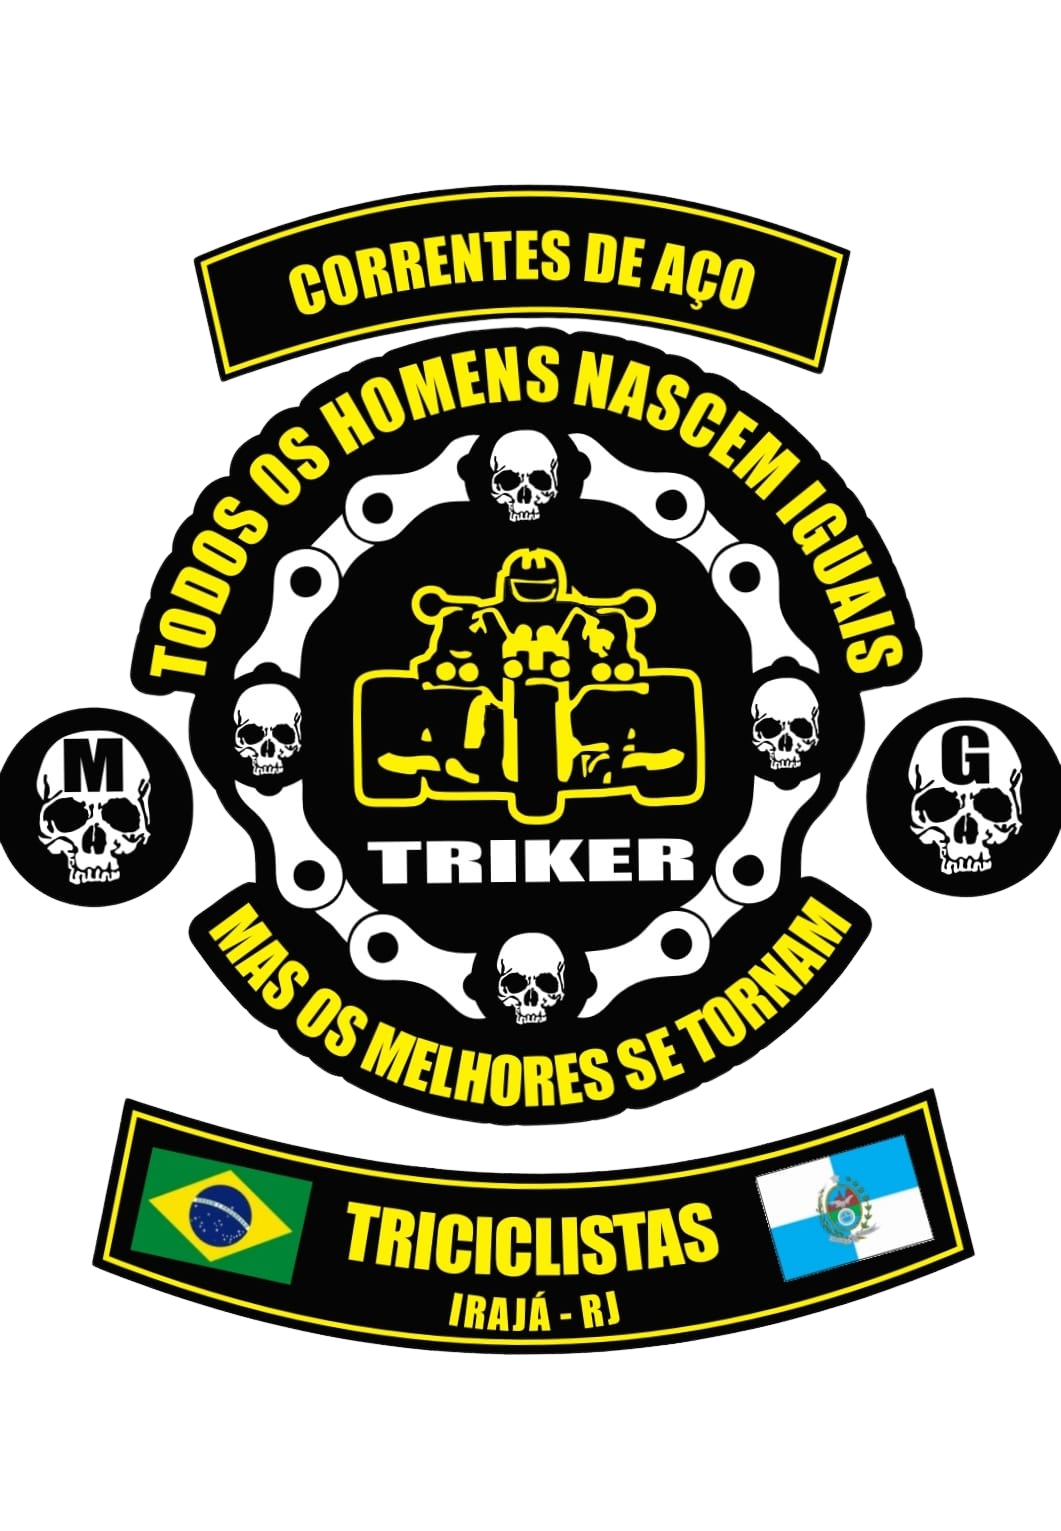 CORRENTES DE AÇO
TODOS OS HOMENS NASCEM IGUAIS
M
G
TRIKER
MAS OS MELHORES SE TORNAM
TRICICLISTAS
IRAJÁ - RJ